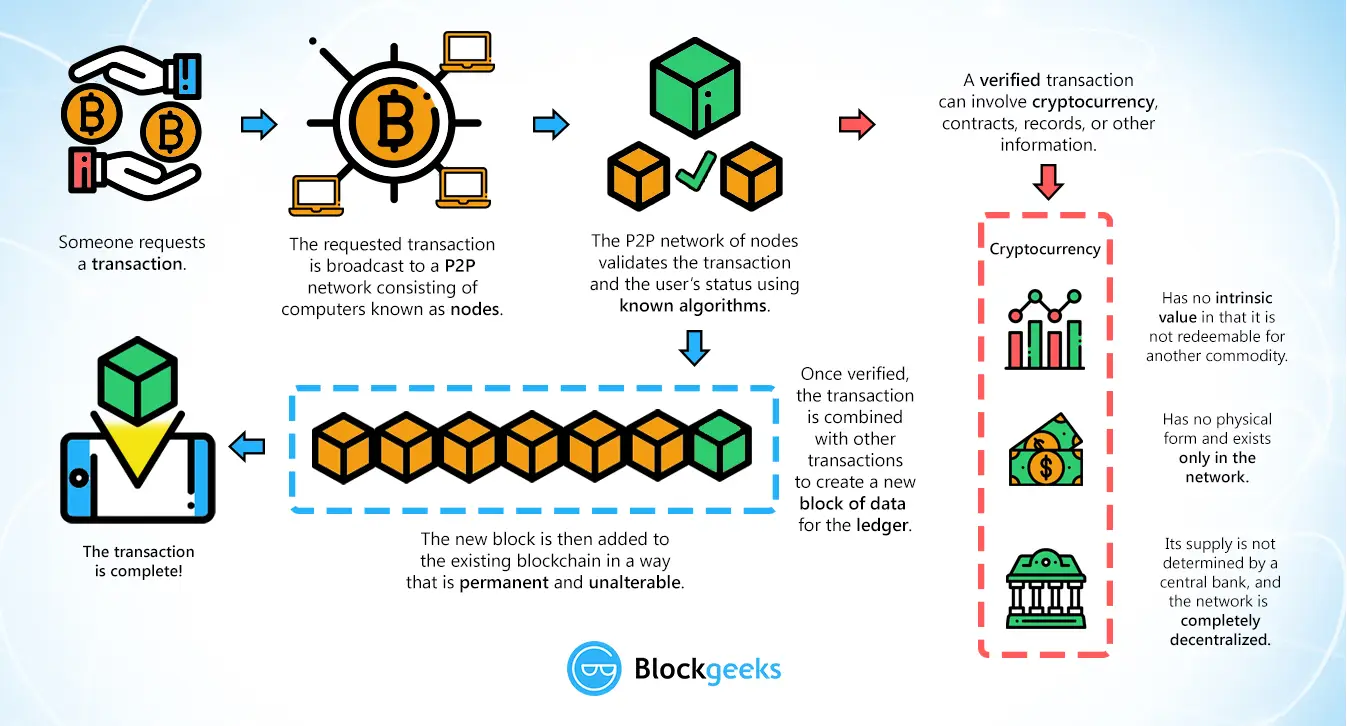 Someone requests
a transaction.
The requested transaction
is broadcast to a P2P
network consisting of
computers known as nodes.
The P2P network of nodes
validates the transaction
and the user’s status using
known algorithms.
A verified transaction
can involve cryptocurrency,
contracts, records, or other
information.
Cryptocurrency
Has no intrinsic
value in that it is
not redeemable for
another commodity.
Has no physical
form and exists
only in the
network.
Its supply is not
determined by a
central bank, and
the network is
completely
decentralized.
Once verified,
the transaction
is combined
with other
transactions
to create a new
block of data
for the ledger.
The new block is then added to
the existing blockchain in a way
that is permanent and unalterable.
The transaction
is complete!
Blockgeeks